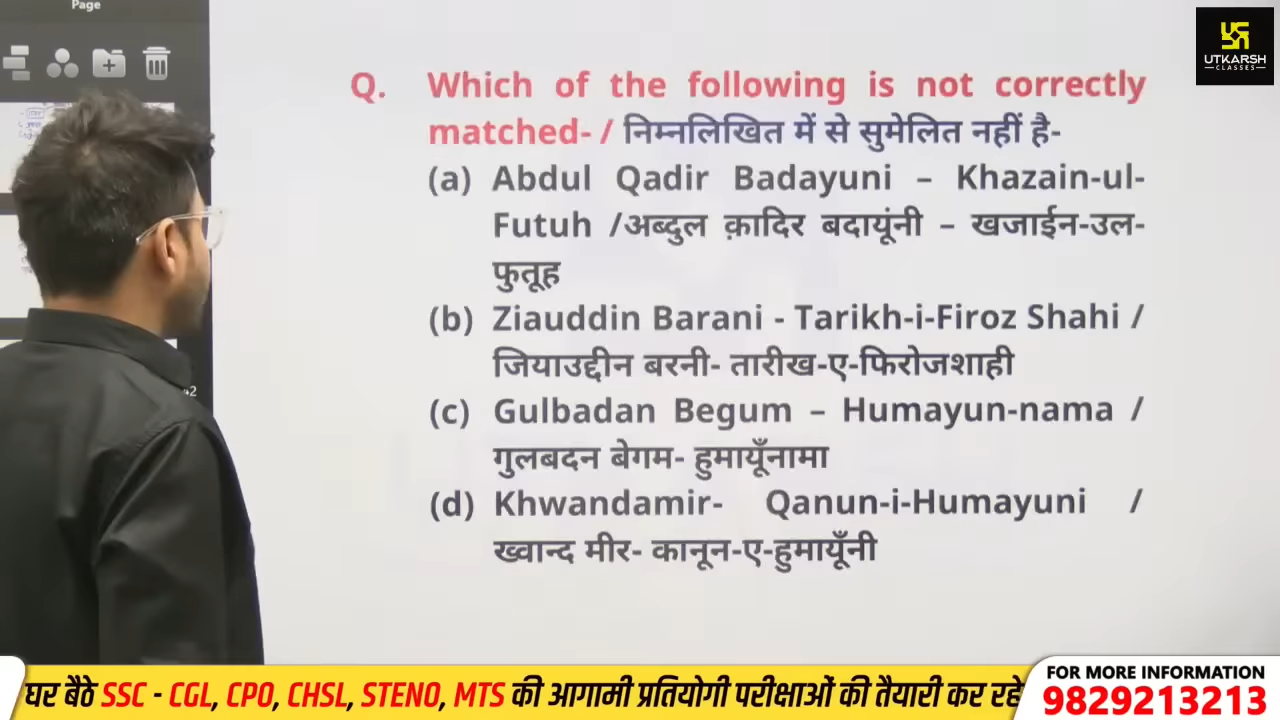 Page
UTKARSH
CLASSES
Q. Which of the following is not correctly
matched- / निम्नलिखित में से सुमेलित नहीं है-
(a) Abdul Qadir Badayuni – Khazain-ul-
Futuh /अब्दुल क़ादिर बदायूंनी – खजाईन-उल-
फुतूह
(b) Ziauddin Barani - Tarikh-i-Firoz Shahi /
जियाउद्दीन बरनी- तारीख-ए-फिरोजशाही
(c) Gulbadan Begum – Humayun-nama /
गुलबदन बेगम- हुमायूँनामा
(d) Khwandamir- Qanun-i-Humayuni /
ख्वान्द मीर- कानून-ए-हुमायूँनी
घर बैठे SSC - CGL, CPO, CHSL, STENO, MTS की आगामी प्रतियोगी परीक्षाओं की तैयारी कर रहे
FOR MORE INFORMATION
9829213213